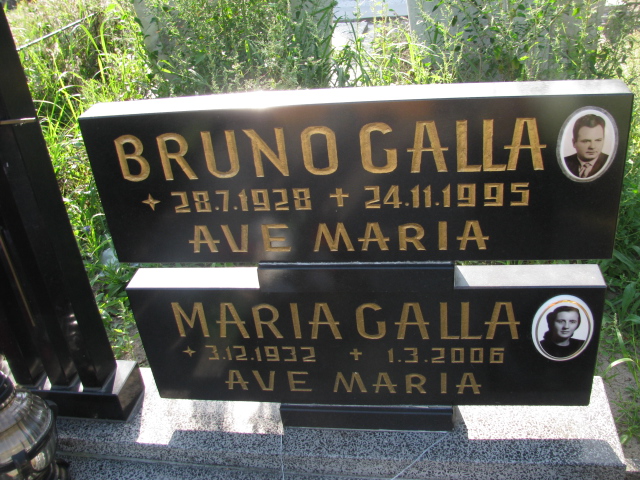 BRUNO GALLA
✦ 28.7.1928 ✝ 24.11.1995
AVE MARIA
MARIA GALLA
✦ 3.12.1932 ✝ 1.3.2006
AVE MARIA